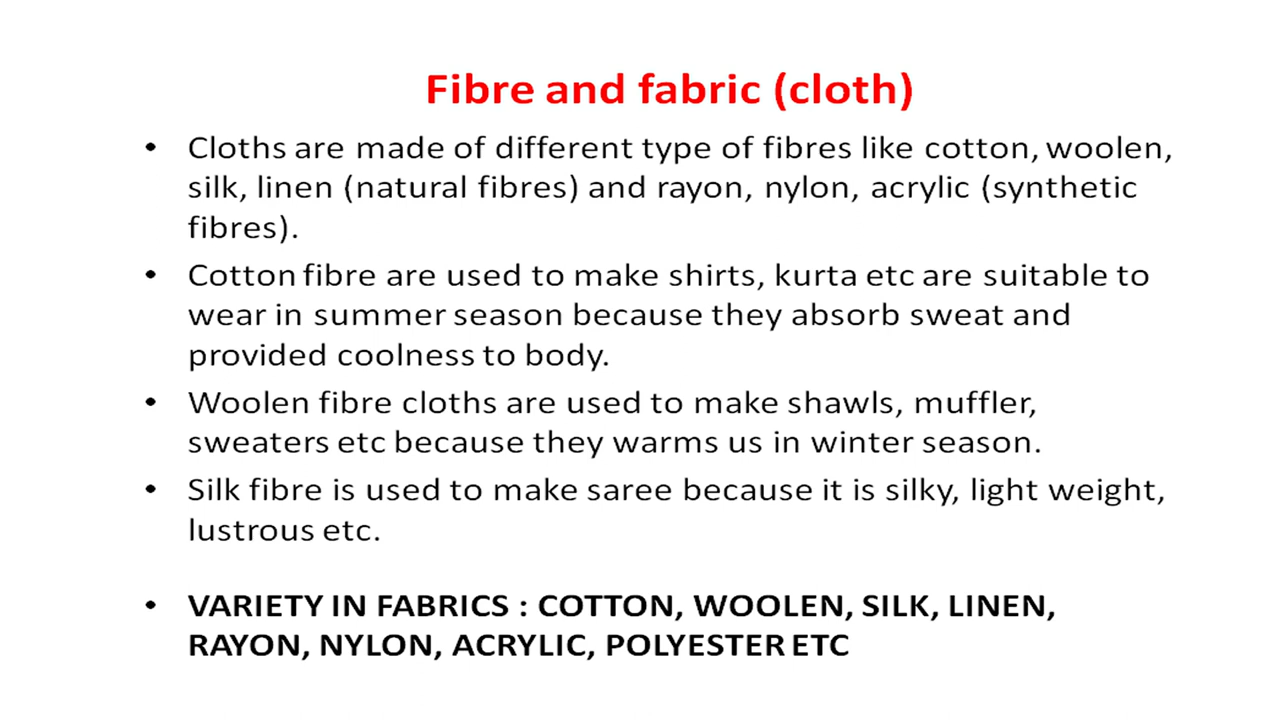 Fibre and fabric (cloth)
• Cloths are made of different type of fibres like cotton, woolen,
silk, linen (natural fibres) and rayon, nylon, acrylic (synthetic
fibres).
• Cotton fibre are used to make shirts, kurta etc are suitable to
wear in summer season because they absorb sweat and
provided coolness to body.
• Woolen fibre cloths are used to make shawls, muffler,
sweaters etc because they warms us in winter season.
• Silk fibre is used to make saree because it is silky, light weight,
lustrous etc.
• VARIETY IN FABRICS : COTTON, WOOLEN, SILK, LINEN,
RAYON, NYLON, ACRYLIC, POLYESTER ETC